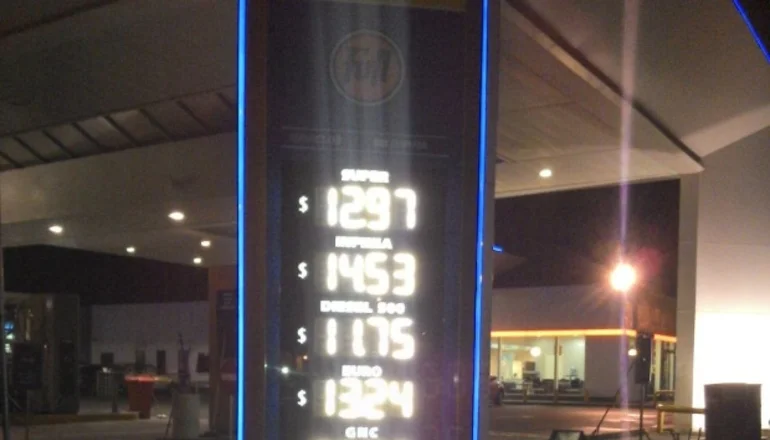 SUPER
$ 1297
INFINIA
$ 1453
DIESEL 500
$ 1175
EURO
$ 1324
GNC